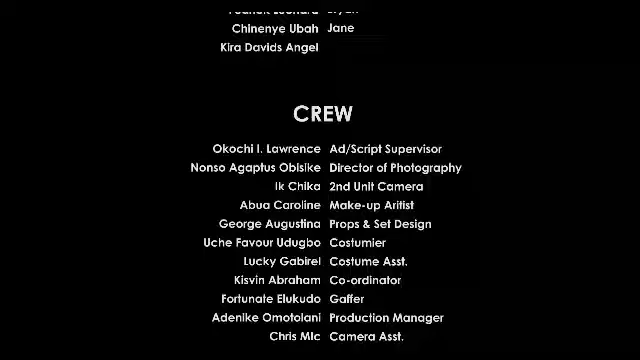 Chinenye Ubah Jane
Kira Davids Angel
CREW
Okochi I. Lawrence Ad/Script Supervisor
Nonso Agaptus Obisike Director of Photography
Ik Chika 2nd Unit Camera
Abua Caroline Make-up Aritist
George Augustina Props & Set Design
Uche Favour Udugbo Costumier
Lucky Gabirel Costume Asst.
Kisvin Abraham Co-ordinator
Fortunate Elukudo Gaffer
Adenike Omotolani Production Manager
Chris Mic Camera Asst.